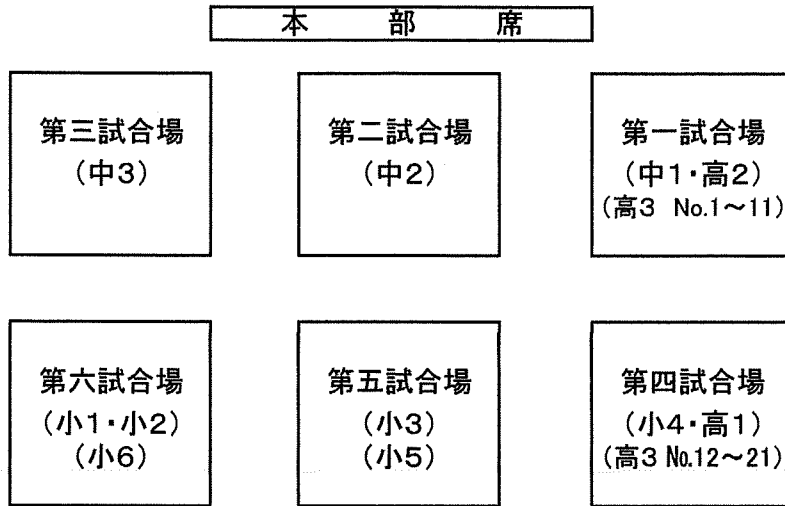 本部席
第三試合場
(中3)
第二試合場
(中2)
第一試合場
(中1・高2)
(高3 No.1~11)
第六試合場
(小1・小2)
(小6)
第五試合場
(小3)
(小5)
第四試合場
(小4・高1)
(高3 No.12~21)